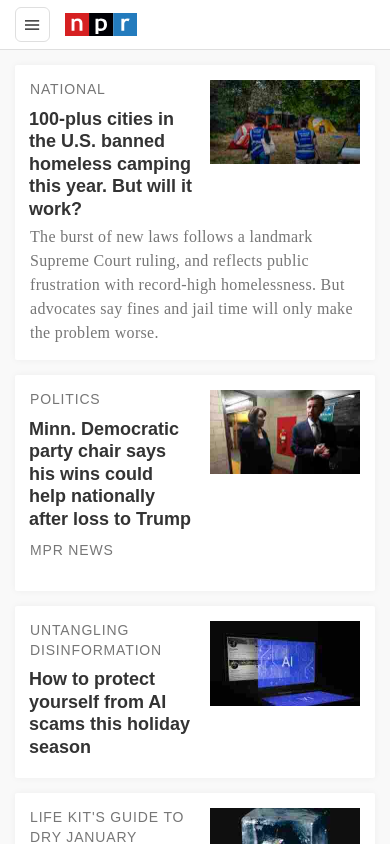 npr
NATIONAL
100-plus cities in
the U.S. banned
homeless camping
this year. But will it
work?
The burst of new laws follows a landmark
Supreme Court ruling, and reflects public
frustration with record-high homelessness. But
advocates say fines and jail time will only make
the problem worse.
POLITICS
Minn. Democratic
party chair says
his wins could
help nationally
after loss to Trump
MPR NEWS
UNTANGLING
DISINFORMATION
How to protect
yourself from AI
scams this holiday
season
AI
LIFE KIT'S GUIDE TO
DRY JANUARY